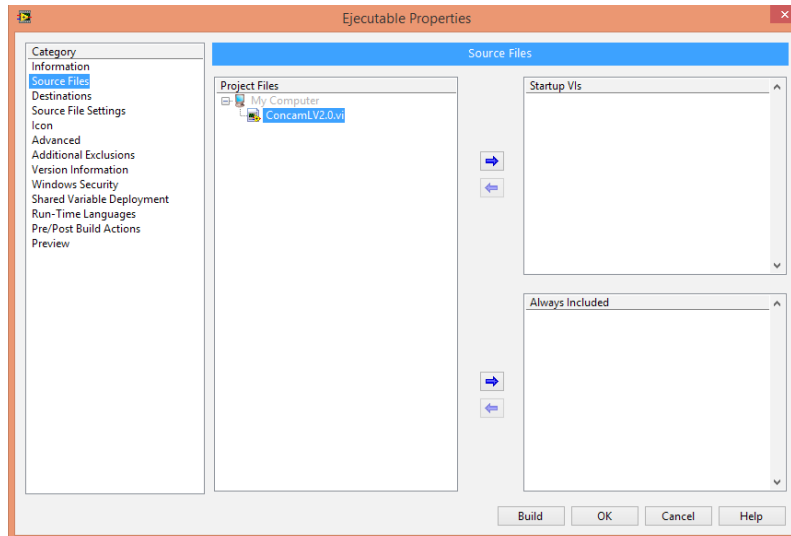 Ejecutable Properties
Category
Information
Source Files
Destinations
Source File Settings
Icon
Advanced
Additional Exclusions
Version Information
Windows Security
Shared Variable Deployment
Run-Time Languages
Pre/Post Build Actions
Preview
Source Files
Project Files
My Computer
ConcamLV2.0.vi
Startup VIs
Always Included
Build OK Cancel Help